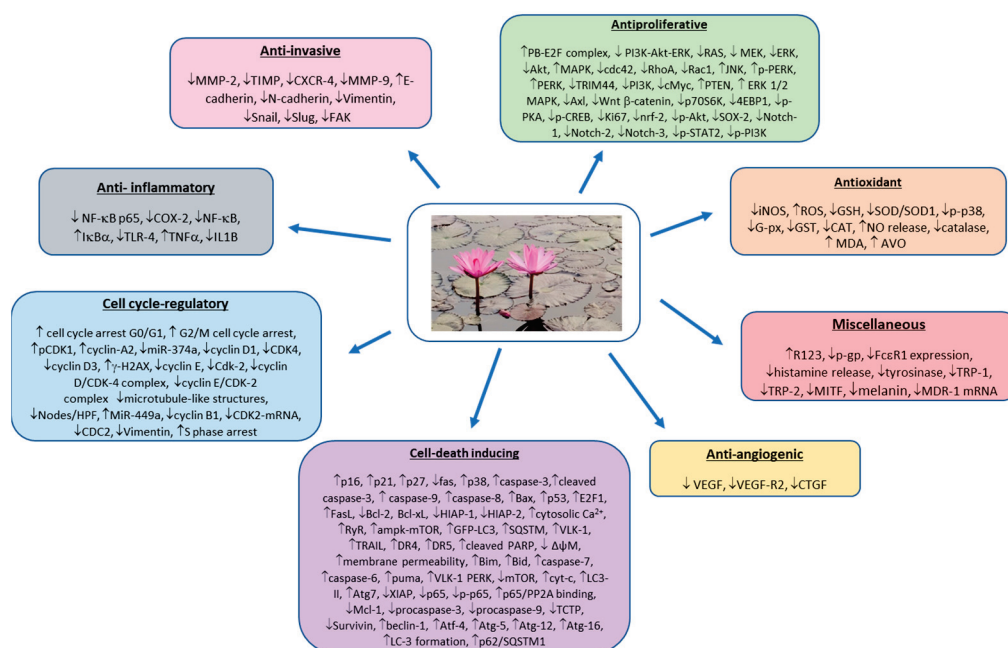 Anti-invasive
↓MMP-2, ↓TIMP, ↓CXCR-4, ↓MMP-9, ↑E-
cadherin, ↓N-cadherin, ↓Vimentin,
↓Snail, ↓Slug, ↓FAK
Antiproliferative
↑PB-E2F complex, ↓ PI3K-Akt-ERK, ↓RAS, ↓ MEK, ↓ERK,
↓Akt, ↑MAPK, ↓cdc42, ↓RhoA, ↓Rac1, ↑JNK, ↑p-PERK,
↑PERK, ↓TRIM44, ↓PI3K, ↓cMyc, ↑PTEN, ↑ ERK 1/2
MAPK, ↓Axl, ↓Wnt β-catenin, ↓p70S6K, ↓4EBP1, ↓p-
PKA, ↓p-CREB, ↓Ki67, ↓nrf-2, ↓p-Akt, ↓SOX-2, ↓Notch-
1, ↓Notch-2, ↓Notch-3, ↓p-STAT2, ↓p-PI3K
Anti- inflammatory
↓ NF-κB p65, ↓COX-2, ↓NF-κB,
↑IκBα, ↓TLR-4, ↑TNFα, ↓IL1B
Antioxidant
↓iNOS, ↑ROS, ↓GSH, ↓SOD/SOD1, ↓p-p38,
↓G-px, ↓GST, ↓CAT, ↑NO release, ↓catalase,
↑ MDA, ↑ AVO
Cell cycle-regulatory
↑ cell cycle arrest G0/G1, ↑ G2/M cell cycle arrest,
↑pCDK1, ↑cyclin-A2, ↓miR-374a, ↓cyclin D1, ↓CDK4,
↓cyclin D3, ↑γ-H2AX, ↓cyclin E, ↓Cdk-2, ↓cyclin
D/CDK-4 complex, ↓cyclin E/CDK-2
complex ↓microtubule-like structures,
↓Nodes/HPF, ↑MiR-449a, ↓cyclin B1, ↓CDK2-mRNA,
↓CDC2, ↓Vimentin, ↑S phase arrest
Miscellaneous
↑R123, ↓p-gp, ↓FcεR1 expression,
↓histamine release, ↓tyrosinase, ↓TRP-1,
↓TRP-2, ↓MITF, ↓melanin, ↓MDR-1 mRNA
Cell-death inducing
↑p16, ↑p21, ↑p27, ↓fas, ↑p38, ↑caspase-3,↑cleaved
caspase-3, ↑ caspase-9, ↑caspase-8, ↑Bax, ↑p53, ↑E2F1,
↑FasL, ↓Bcl-2, Bcl-xL, ↓HIAP-1, ↓HIAP-2, ↑cytosolic Ca²⁺,
↑RyR, ↑ampk-mTOR, ↑GFP-LC3, ↑SQSTM, ↑VLK-1,
↑TRAIL, ↑DR4, ↑DR5, ↑cleaved PARP, ↓ ΔψM,
↑membrane permeability, ↑Bim, ↑Bid, ↑caspase-7,
↑caspase-6, ↑puma, ↑VLK-1 PERK, ↓mTOR, ↑cyt-c, ↑LC3-
II, ↑Atg7, ↓XIAP, ↓p65, ↓p-p65, ↑p65/PP2A binding,
↓Mcl-1, ↓procaspase-3, ↓procaspase-9, ↓TCTP,
↓Survivin, ↑beclin-1, ↑Atf-4, ↑Atg-5, ↑Atg-12, ↑Atg-16,
↑LC-3 formation, ↑p62/SQSTM1
Anti-angiogenic
↓ VEGF, ↓VEGF-R2, ↓CTGF